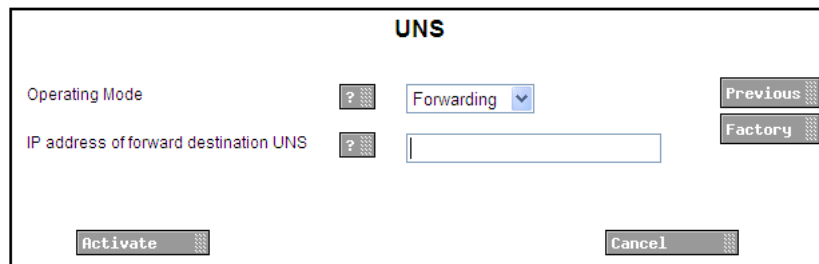 UNS
Operating Mode ? Forwarding Previous
Factory
IP address of forward destination UNS ?
Activate Cancel